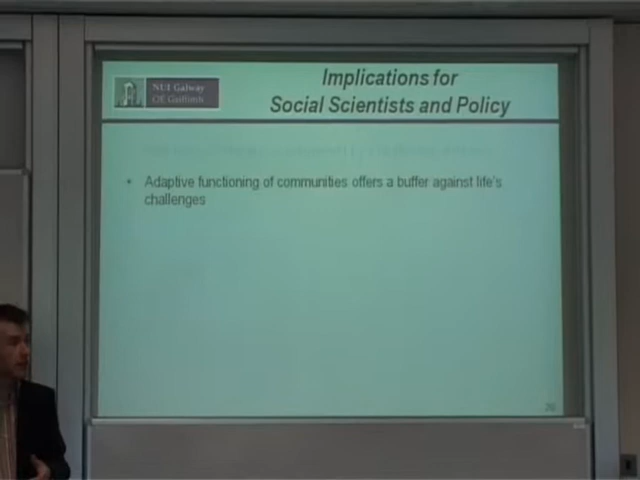 NUI Galway
OÉ Gaillimh
Implications for
Social Scientists and Policy
• Adaptive functioning of communities offers a buffer against life's
challenges